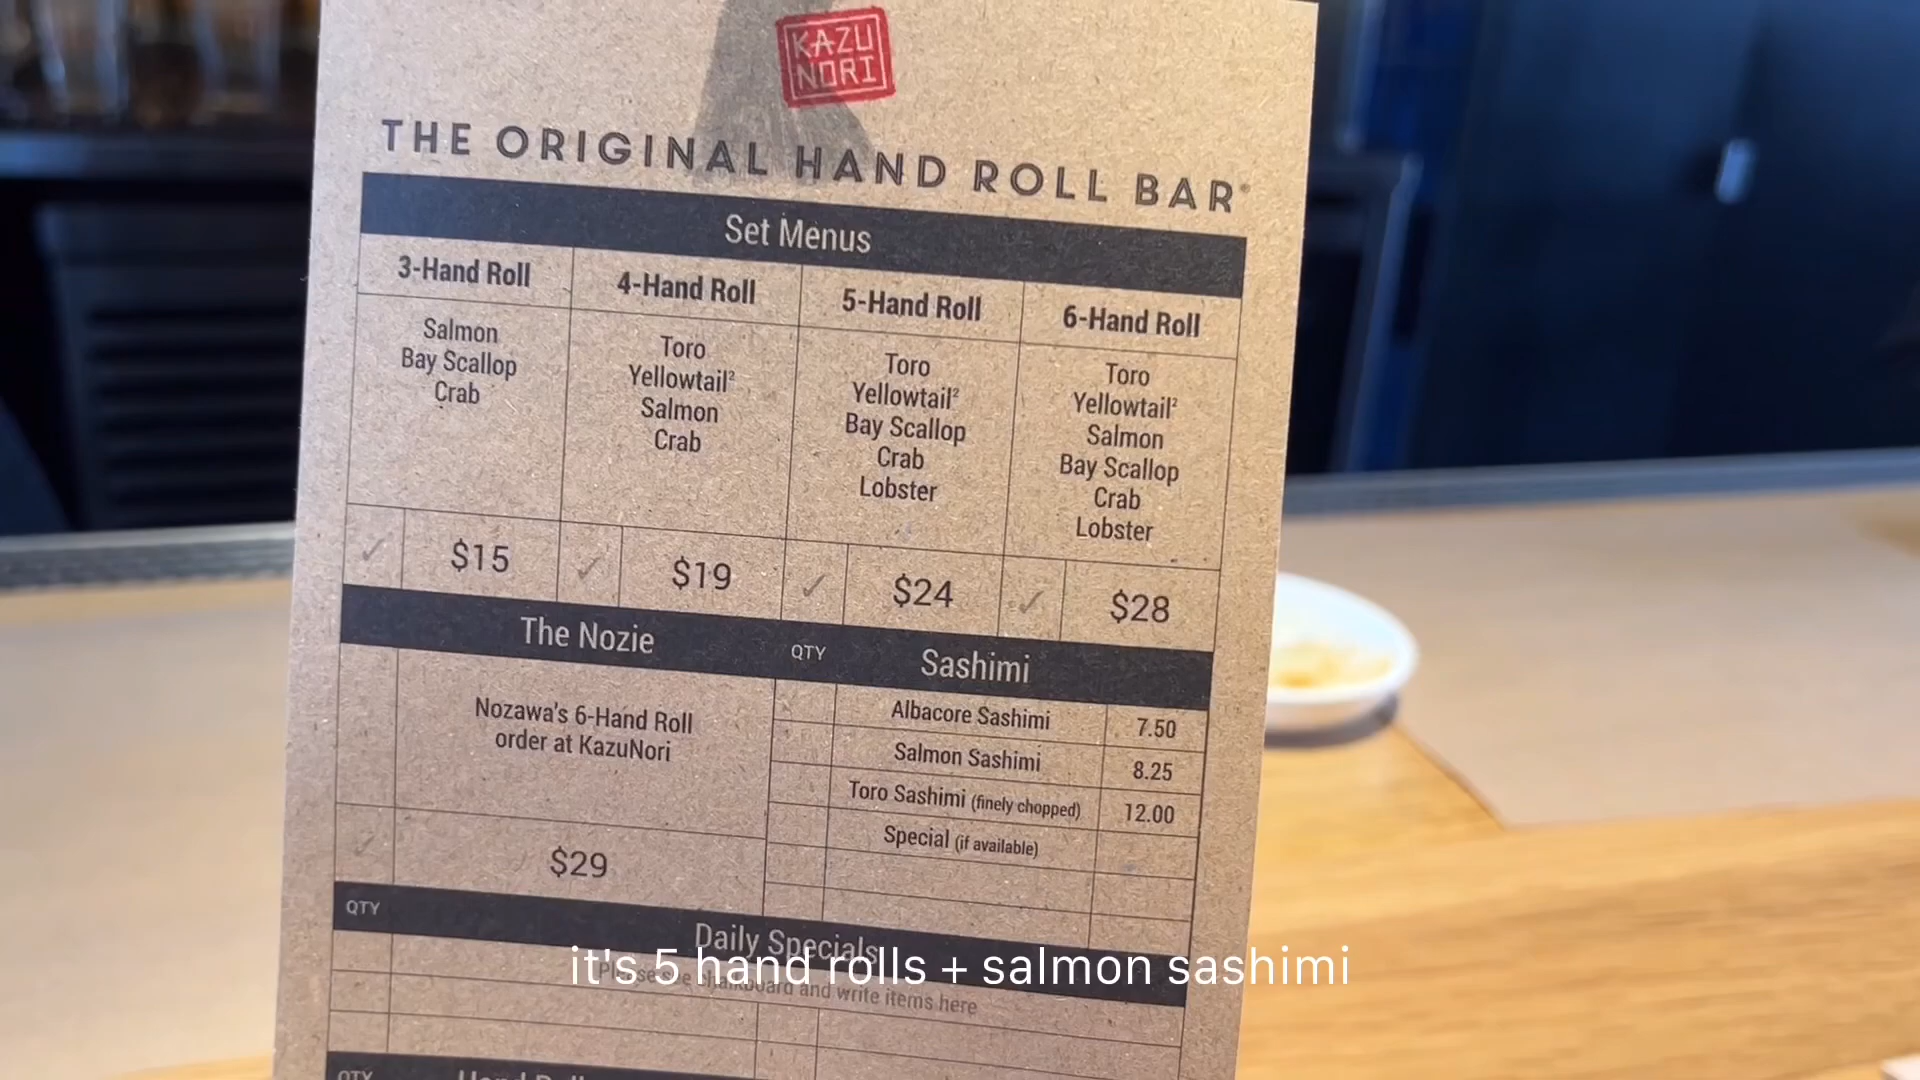 KAZU
NORI
THE ORIGINAL HAND ROLL BAR®
Set Menus
3-Hand Roll
Salmon
Bay Scallop
Crab
✓ $15
4-Hand Roll
Toro
Yellowtail²
Salmon
Crab
✓ $19
5-Hand Roll
Toro
Yellowtail²
Bay Scallop
Crab
Lobster
✓ $24
6-Hand Roll
Toro
Yellowtail²
Salmon
Bay Scallop
Crab
Lobster
✓ $28
The Nozie
Nozawa's 6-Hand Roll
order at KazuNori
✓ $29
QTY Sashimi
Albacore Sashimi 7.50
Salmon Sashimi 8.25
Toro Sashimi (finely chopped) 12.00
Special (if available)
QTY Daily Specials
Please see chalkboard and write items here
it's 5 hand rolls + salmon sashimi
QTY